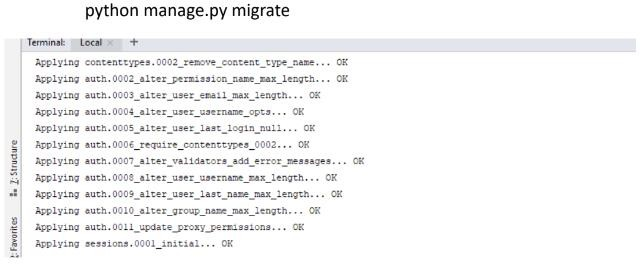 python manage.py migrate
Terminal: Local × +
Applying contenttypes.0002_remove_content_type_name... OK
Applying auth.0002_alter_permission_name_max_length... OK
Applying auth.0003_alter_user_email_max_length... OK
Applying auth.0004_alter_user_username_opts... OK
Applying auth.0005_alter_user_last_login_null... OK
Applying auth.0006_require_contenttypes_0002... OK
Applying auth.0007_alter_validators_add_error_messages... OK
Applying auth.0008_alter_user_username_max_length... OK
Applying auth.0009_alter_user_last_name_max_length... OK
Applying auth.0010_alter_group_name_max_length... OK
Applying auth.0011_update_proxy_permissions... OK
Applying sessions.0001_initial... OK
7: Structure
Favorites